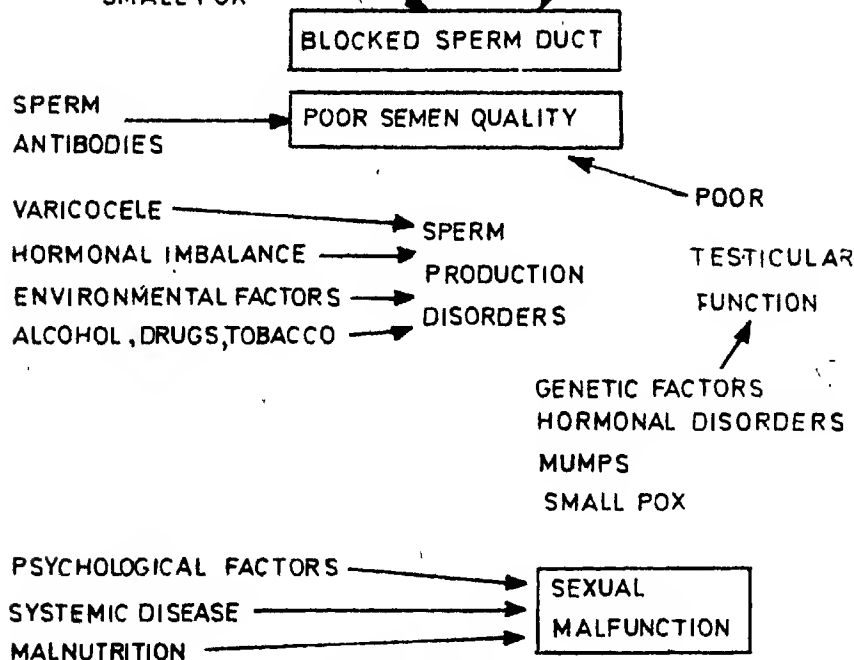 SMALL POX
BLOCKED SPERM DUCT
SPERM
ANTIBODIES
POOR SEMEN QUALITY
POOR
TESTICULAR
FUNCTION
VARICOCELE
HORMONAL IMBALANCE
ENVIRONMENTAL FACTORS
ALCOHOL, DRUGS, TOBACCO
SPERM
PRODUCTION
DISORDERS
GENETIC FACTORS
HORMONAL DISORDERS
MUMPS
SMALL POX
PSYCHOLOGICAL FACTORS
SYSTEMIC DISEASE
MALNUTRITION
SEXUAL
MALFUNCTION